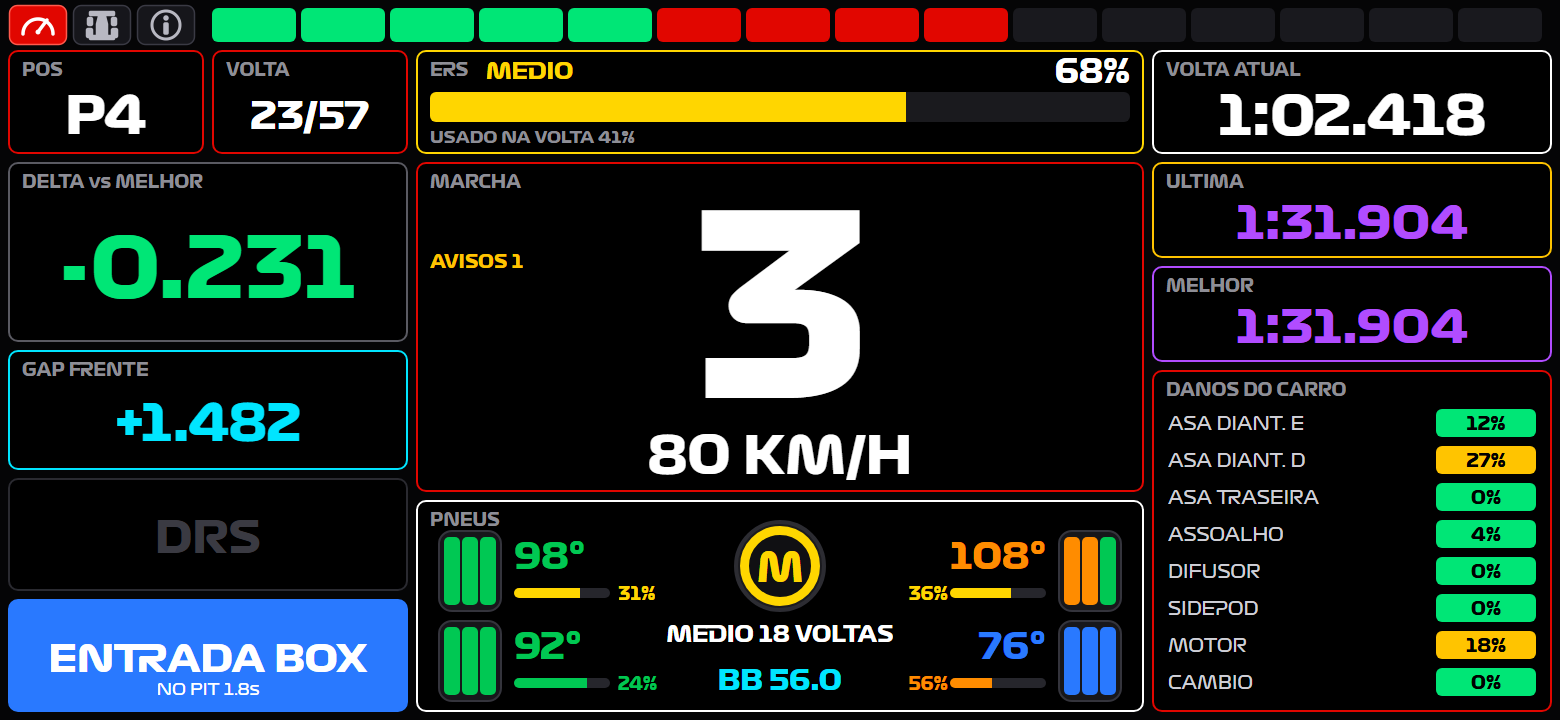 POS
P4
VOLTA
23/57
ERS MEDIO 68%
USADO NA VOLTA 41%
VOLTA ATUAL
1:02.418
DELTA vs MELHOR
-0.231
MARCHA
AVISOS 1
3
80 KM/H
ULTIMA
1:31.904
MELHOR
1:31.904
GAP FRENTE
+1.482
DRS
ENTRADA BOX
NO PIT 1.8s
PNEUS
98°
31%
M
108°
36%
MEDIO 18 VOLTAS
92°
24%
BB 56.0
76°
56%
DANOS DO CARRO
ASA DIANT. E 12%
ASA DIANT. D 27%
ASA TRASEIRA 0%
ASSOALHO 4%
DIFUSOR 0%
SIDEPOD 0%
MOTOR 18%
CAMBIO 0%